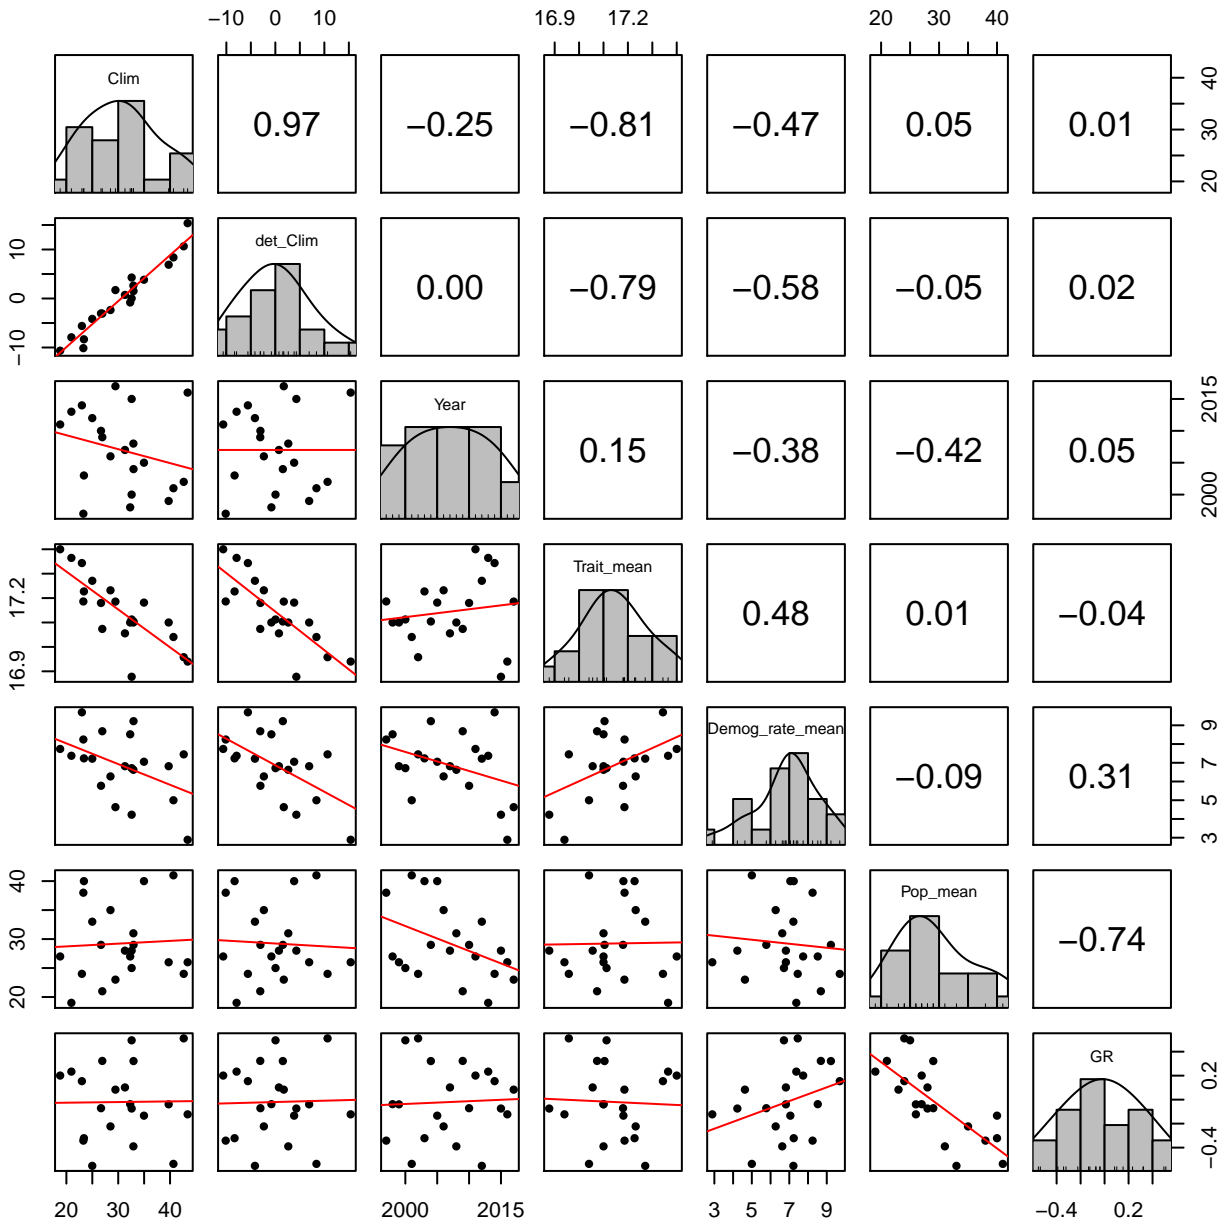 −10 0 10 16.9 17.2 20 30 40
Clim 0.97 −0.25 −0.81 −0.47 0.05 0.01 20 30 40
−10 0 10 det_Clim 0.00 −0.79 −0.58 −0.05 0.02
Year 0.15 −0.38 −0.42 0.05 2000 2015
16.9 17.2 Trait_mean 0.48 0.01 −0.04
Demog_rate_mean −0.09 0.31 3 5 7 9
20 30 40 Pop_mean −0.74
GR −0.4 0.2
20 30 40 2000 2015 3 5 7 9 −0.4 0.2